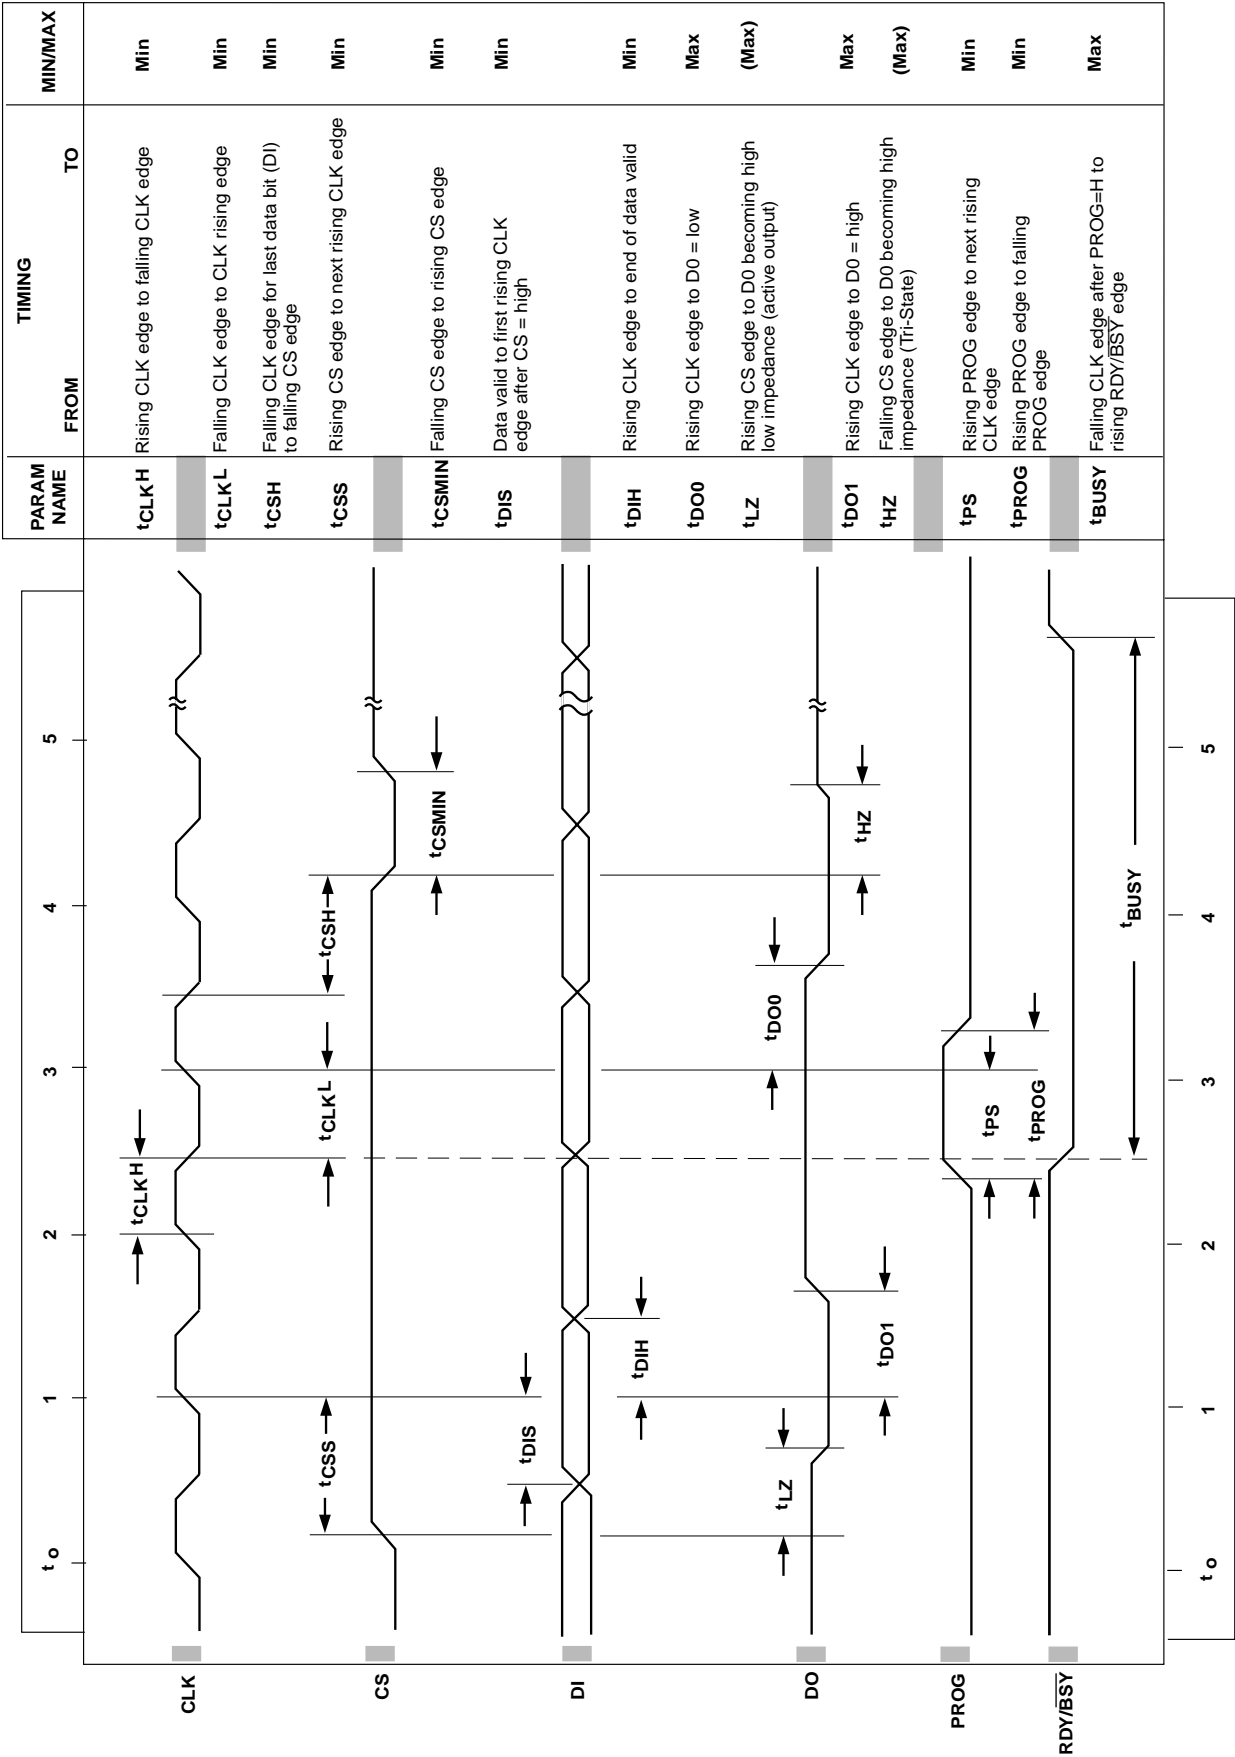 t o 1 2 3 4 5
PARAM NAME
TIMING
FROM TO
MIN/MAX
CLK
tCLKH
tCLKH Rising CLK edge to falling CLK edge Min
tCLKL Falling CLK edge to CLK rising edge Min
tCSH Falling CLK edge for last data bit (DI)
to falling CS edge Min
tCSS Rising CS edge to next rising CLK edge Min
tCSS
tCLKL
tCSH
CS
tCSMIN
tCSMIN Falling CS edge to rising CS edge Min
tDIS
tDIS Data valid to first rising CLK
edge after CS = high Min
DI
tDIH
tDIH Rising CLK edge to end of data valid Min
tDO0 Rising CLK edge to D0 = low Max
tLZ Rising CS edge to D0 becoming high
low impedance (active output) (Max)
tLZ
tDO0
DO
tDO1
tHZ
tDO1 Rising CLK edge to D0 = high Max
tHZ Falling CS edge to D0 becoming high
impedance (Tri-State) (Max)
PROG
tPS
tPROG
tPS Rising PROG edge to next rising
CLK edge Min
tPROG Rising PROG edge to falling
PROG edge Min
RDY/BSY
tBUSY
tBUSY Falling CLK edge after PROG=H to
rising RDY/BSY edge Max
t o 1 2 3 4 5